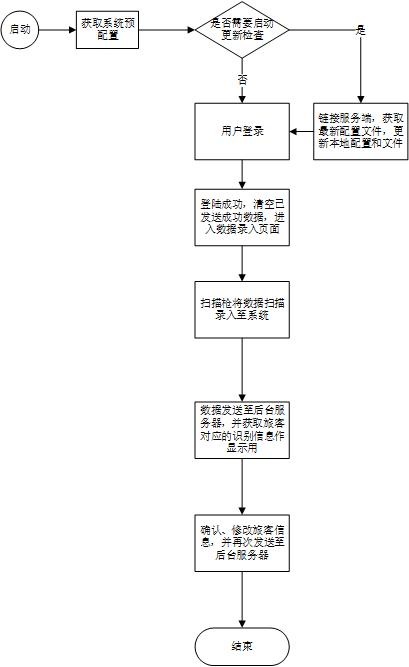 启动
获取系统预
配置
是否需要启动
更新检查
是
否
链接服务端，获取
最新配置文件，更
新本地配置和文件
用户登录
登陆成功，清空已
发送成功数据，进
入数据录入页面
扫描枪将数据扫描
录入至系统
数据发送至后台服
务器，并获取旅客
对应的识别信息作
显示用
确认、修改旅客信
息，并再次发送至
后台服务器
结束